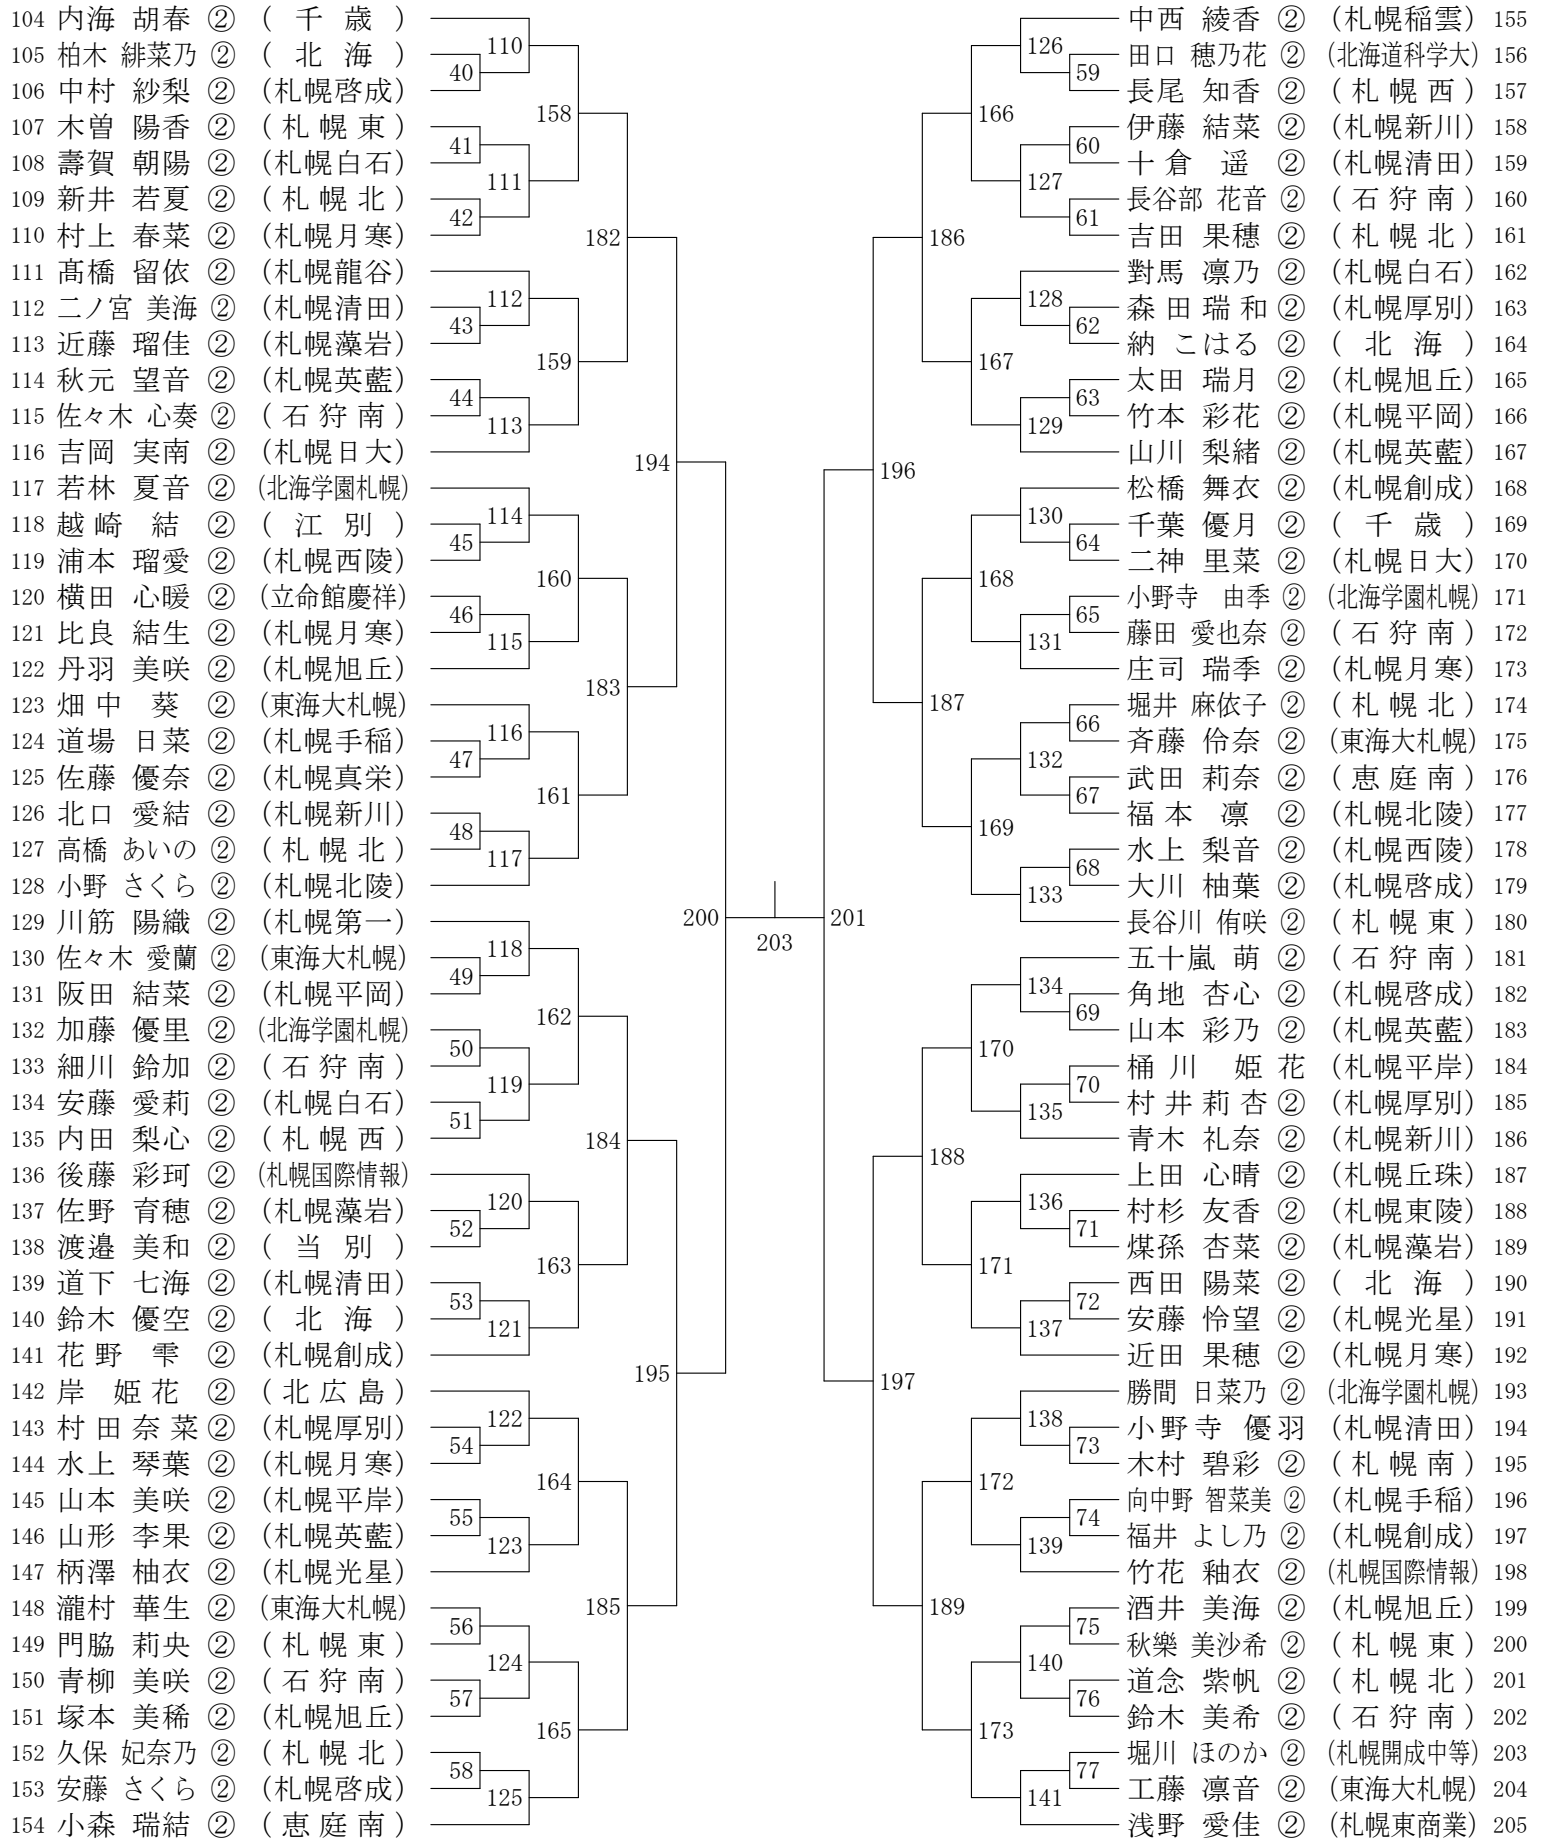 104 内海 胡春 ② ( 千 歳 )
105 柏木 緋菜乃 ② ( 北 海 )
106 中村 紗梨 ② (札幌啓成)
107 木曽 陽香 ② ( 札 幌 東 )
108 壽賀 朝陽 ② (札幌白石)
109 新井 若夏 ② ( 札 幌 北 )
110 村上 春菜 ② (札幌月寒)
111 髙橋 留依 ② (札幌龍谷)
112 二ノ宮 美海 ② (札幌清田)
113 近藤 瑠佳 ② (札幌藻岩)
114 秋元 望音 ② (札幌英藍)
115 佐々木 心奏 ② ( 石 狩 南 )
116 吉岡 実南 ② (札幌日大)
117 若林 夏音 ② (北海学園札幌)
118 越崎 結 ② ( 江 別 )
119 浦本 瑠愛 ② (札幌西陵)
120 横田 心暖 ② (立命館慶祥)
121 比良 結生 ② (札幌月寒)
122 丹羽 美咲 ② (札幌旭丘)
123 畑中 葵 ② (東海大札幌)
124 道場 日菜 ② (札幌手稲)
125 佐藤 優奈 ② (札幌真栄)
126 北口 愛結 ② (札幌新川)
127 高橋 あいの ② ( 札 幌 北 )
128 小野 さくら ② (札幌北陵)
129 川筋 陽織 ② (札幌第一)
130 佐々木 愛蘭 ② (東海大札幌)
131 阪田 結菜 ② (札幌平岡)
132 加藤 優里 ② (北海学園札幌)
133 細川 鈴加 ② ( 石 狩 南 )
134 安藤 愛莉 ② (札幌白石)
135 内田 梨心 ② ( 札 幌 西 )
136 後藤 彩珂 ② (札幌国際情報)
137 佐野 育穂 ② (札幌藻岩)
138 渡邉 美和 ② ( 当 別 )
139 道下 七海 ② (札幌清田)
140 鈴木 優空 ② ( 北 海 )
141 花野 雫 ② (札幌創成)
142 岸 姫花 ② ( 北 広 島 )
143 村田奈菜 ② (札幌厚別)
144 水上 琴葉 ② (札幌月寒)
145 山本 美咲 ② (札幌平岸)
146 山形 李果 ② (札幌英藍)
147 柄澤 柚衣 ② (札幌光星)
148 瀧村 華生 ② (東海大札幌)
149 門脇 莉央 ② ( 札 幌 東 )
150 青柳 美咲 ② ( 石 狩 南 )
151 塚本 美稀 ② (札幌旭丘)
152 久保 妃奈乃 ② ( 札 幌 北 )
153 安藤 さくら ② (札幌啓成)
154 小森 瑞結 ② ( 恵 庭 南 )
110
40
41
111
42
112
43
44
113
114
45
46
115
116
47
48
117
118
49
50
119
51
120
52
53
121
122
54
55
123
56
124
57
58
125
158
159
160
161
162
163
164
165
182
183
184
185
194
195
200
203
201
196
197
186
187
188
189
166
167
168
169
170
171
172
173
126
59
60
127
61
128
62
63
129
130
64
65
131
66
132
67
68
133
134
69
70
135
136
71
72
137
138
73
74
139
75
140
76
77
141
中西 綾香 ② (札幌稲雲) 155
田口 穂乃花 ② (北海道科学大) 156
長尾 知香 ② ( 札 幌 西 ) 157
伊藤 結菜 ② (札幌新川) 158
十倉 遥 ② (札幌清田) 159
長谷部 花音 ② ( 石 狩 南 ) 160
吉田 果穂 ② ( 札 幌 北 ) 161
對馬 凛乃 ② (札幌白石) 162
森田瑞和 ② (札幌厚別) 163
納 こはる ② ( 北 海 ) 164
太田 瑞月 ② (札幌旭丘) 165
竹本 彩花 ② (札幌平岡) 166
山川 梨緒 ② (札幌英藍) 167
松橋 舞衣 ② (札幌創成) 168
千葉 優月 ② ( 千 歳 ) 169
二神 里菜 ② (札幌日大) 170
小野寺 由季 ② (北海学園札幌) 171
藤田 愛也奈 ② ( 石 狩 南 ) 172
庄司 瑞季 ② (札幌月寒) 173
堀井 麻依子 ② ( 札 幌 北 ) 174
斉藤 伶奈 ② (東海大札幌) 175
武田 莉奈 ② ( 恵 庭 南 ) 176
福本 凛 ② (札幌北陵) 177
水上 梨音 ② (札幌西陵) 178
大川 柚葉 ② (札幌啓成) 179
長谷川 侑咲 ② ( 札 幌 東 ) 180
五十嵐 萌 ② ( 石 狩 南 ) 181
角地 杏心 ② (札幌啓成) 182
山本 彩乃 ② (札幌英藍) 183
桶川 姫花 (札幌平岸) 184
村井莉杏 ② (札幌厚別) 185
青木 礼奈 ② (札幌新川) 186
上田 心晴 ② (札幌丘珠) 187
村杉 友香 ② (札幌東陵) 188
煤孫 杏菜 ② (札幌藻岩) 189
西田 陽菜 ② ( 北 海 ) 190
安藤 怜望 ② (札幌光星) 191
近田 果穂 ② (札幌月寒) 192
勝間 日菜乃 ② (北海学園札幌) 193
小野寺 優羽 (札幌清田) 194
木村 碧彩 ② ( 札 幌 南 ) 195
向中野 智菜美 ② (札幌手稲) 196
福井 よし乃 ② (札幌創成) 197
竹花 釉衣 ② (札幌国際情報) 198
酒井 美海 ② (札幌旭丘) 199
秋樂 美沙希 ② ( 札 幌 東 ) 200
道念 紫帆 ② ( 札 幌 北 ) 201
鈴木 美希 ② ( 石 狩 南 ) 202
堀川 ほのか ② (札幌開成中等) 203
工藤 凛音 ② (東海大札幌) 204
浅野 愛佳 ② (札幌東商業) 205